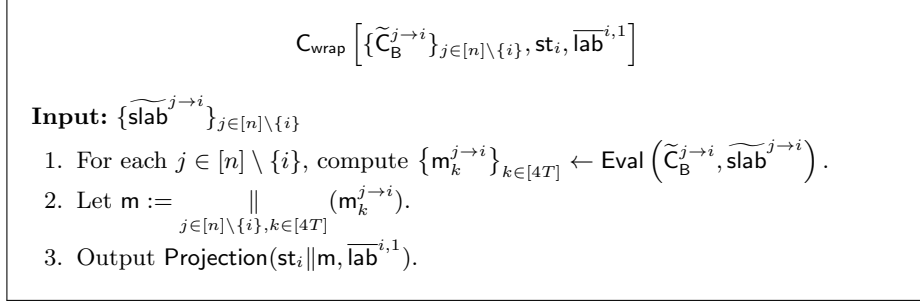 C_wrap [ {C̃_B^{j→i}}_{j∈[n]\{i}}, st_i, \overline{lab}^{i,1} ]
Input: {\widetilde{slab}^{j→i}}_{j∈[n]\{i}}
1. For each j ∈ [n] \ {i}, compute {m_k^{j→i}}_{k∈[4T]} ← Eval (C̃_B^{j→i}, \widetilde{slab}^{j→i}).
2. Let m := ∥_{j∈[n]\{i},k∈[4T]} (m_k^{j→i}).
3. Output Projection(st_i∥m, \overline{lab}^{i,1}).